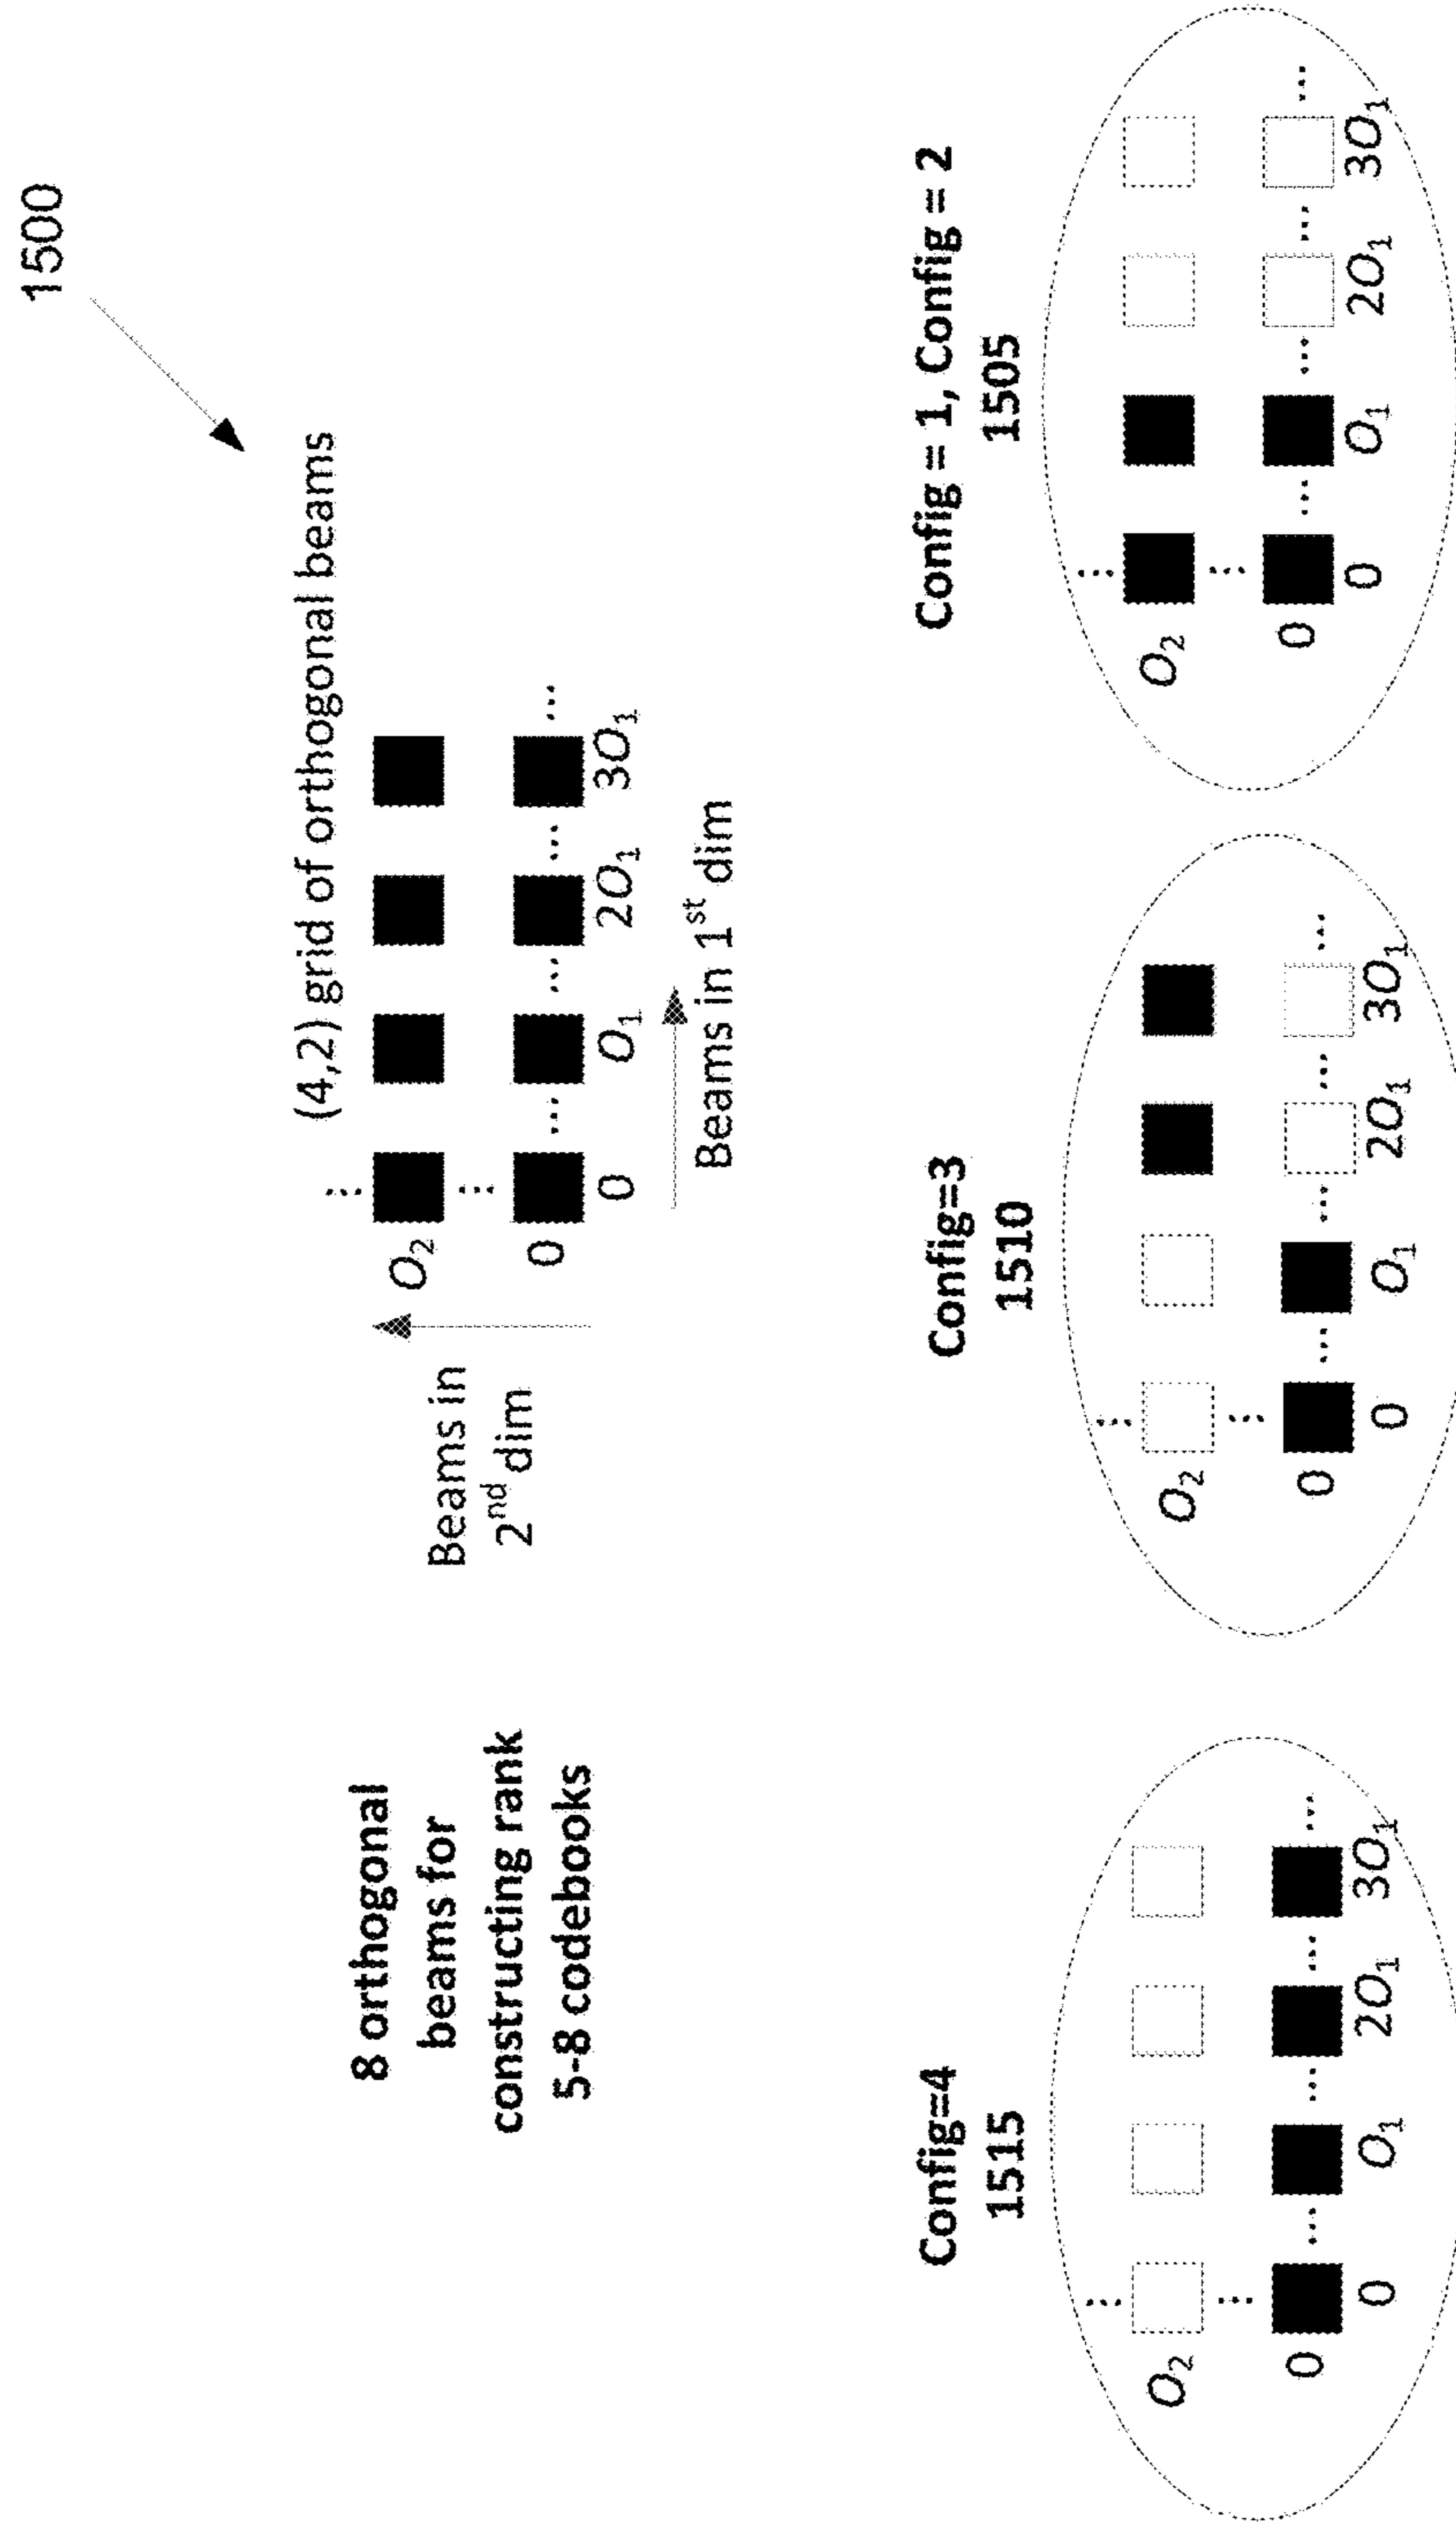 1500
(4,2) grid of orthogonal beams
8 orthogonal
beams for
constructing rank
5-8 codebooks
Beams in
2nd dim
O2
...
...
0
... ... ... ...
0 O1 2O1 3O1
Beams in 1st dim
Config=4
1515
O2
...
...
0
... ... ... ...
0 O1 2O1 3O1
Config=3
1510
O2
...
...
0
... ... ... ...
0 O1 2O1 3O1
Config = 1, Config = 2
1505
O2
...
...
0
... ... ... ...
0 O1 2O1 3O1